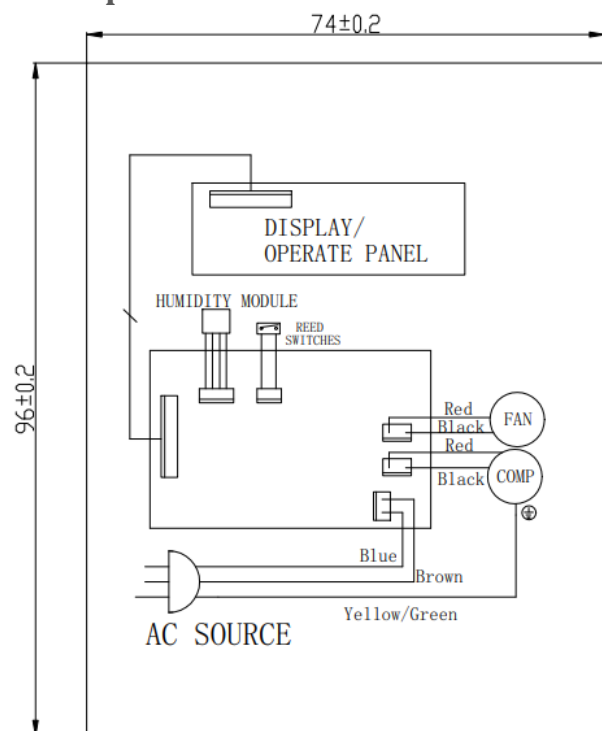 74±0.2
96±0.2
DISPLAY/
OPERATE PANEL
HUMIDITY MODULE
REED
SWITCHES
Red
Black
FAN
Red
Black
COMP
Blue
Brown
Yellow/Green
AC SOURCE